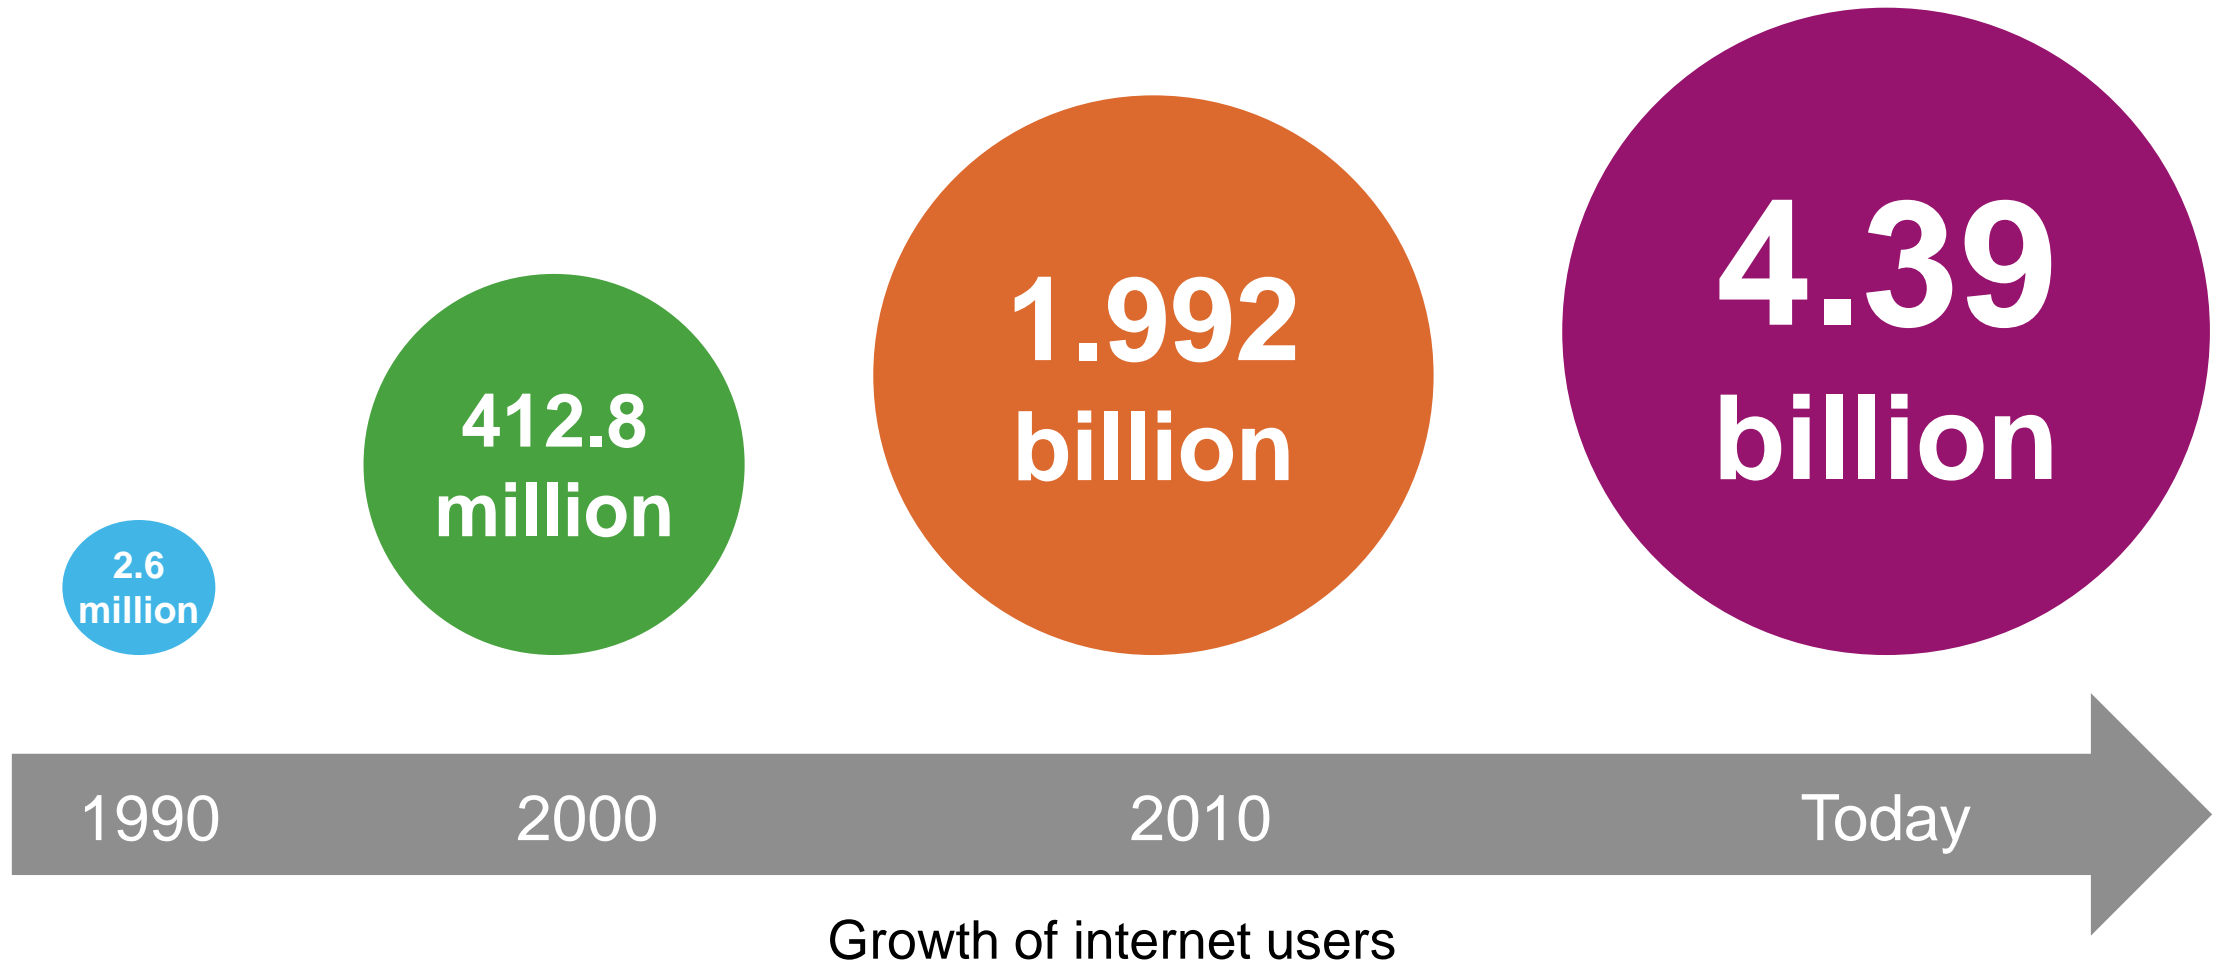 2.6
million
412.8
million
1.992
billion
4.39
billion
1990
2000
2010
Today
Growth of internet users